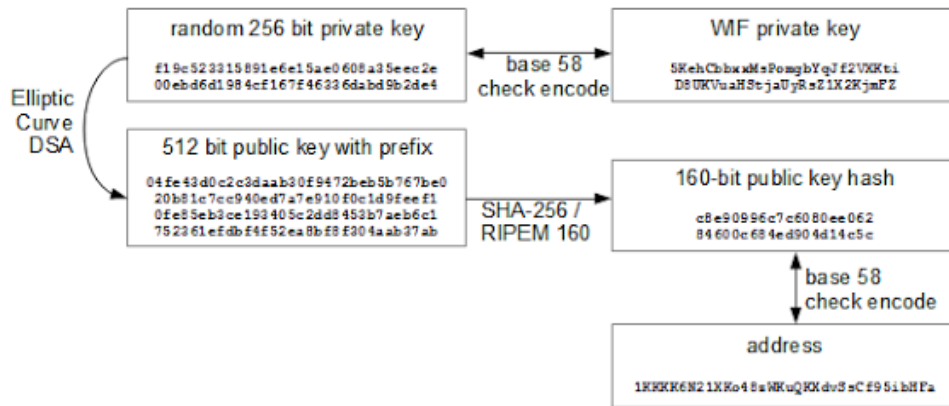 random 256 bit private key
f19c523315891e6e15ae0608a35eec2e
00ebd6d1984cf167f46336dabd9b2de4
base 58
check encode
WIF private key
5KehCbbxxMsPomgbYqJf2VXKti
D8UKVuaHStjaUyRsZ1X2KjmFZ
Elliptic
Curve
DSA
512 bit public key with prefix
04fe43d0c2c3daab30f9472beb5b767be0
20b81c7cc940ed7a7e910f0c1d9feef1
0fe85eb3ce193405c2dd8453b7aeb6c1
752361efdbf4f52ea8bf8f304aab37ab
SHA-256 /
RIPEM 160
160-bit public key hash
c8e90996c7c6080ee062
84600c684ed904d14c5c
base 58
check encode
address
1KKKK6N21XKo48zWKuQKXdvSsCf95ibHFa